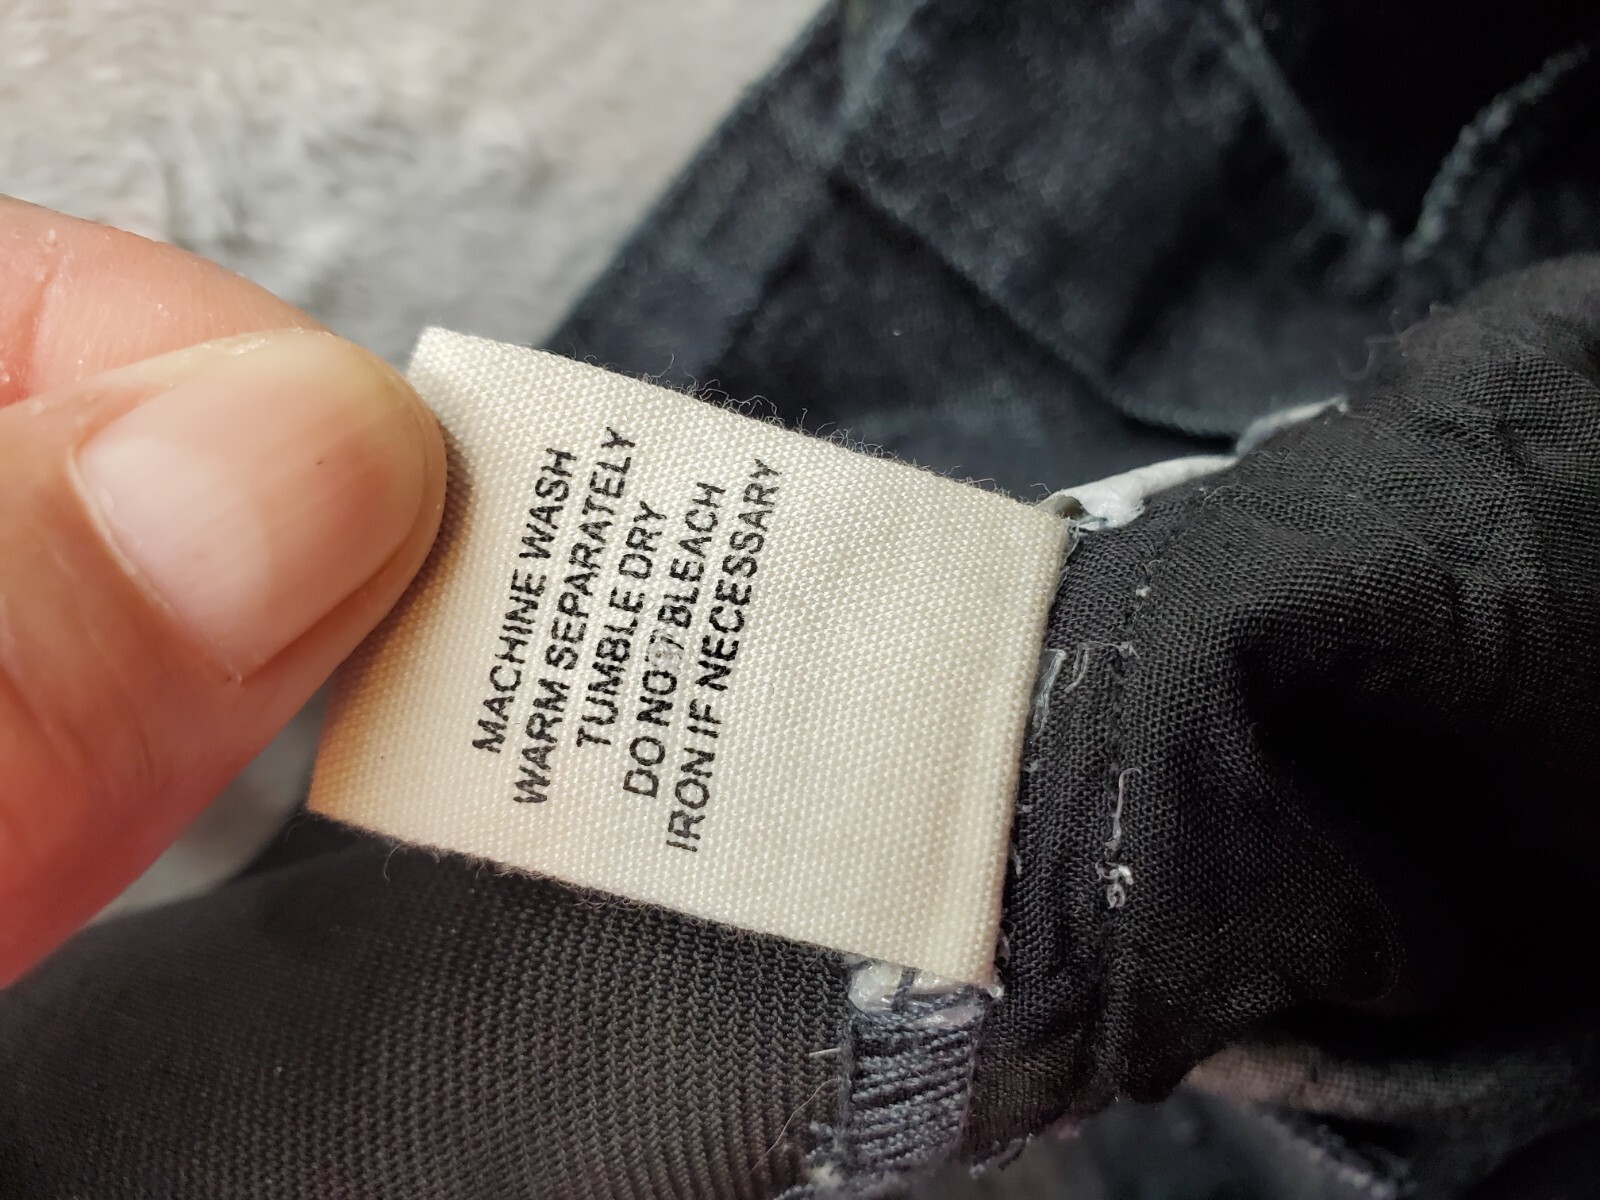 MACHINE WASH
WARM SEPARATELY
TUMBLE DRY
DO NOT BLEACH
IRON IF NECESSARY